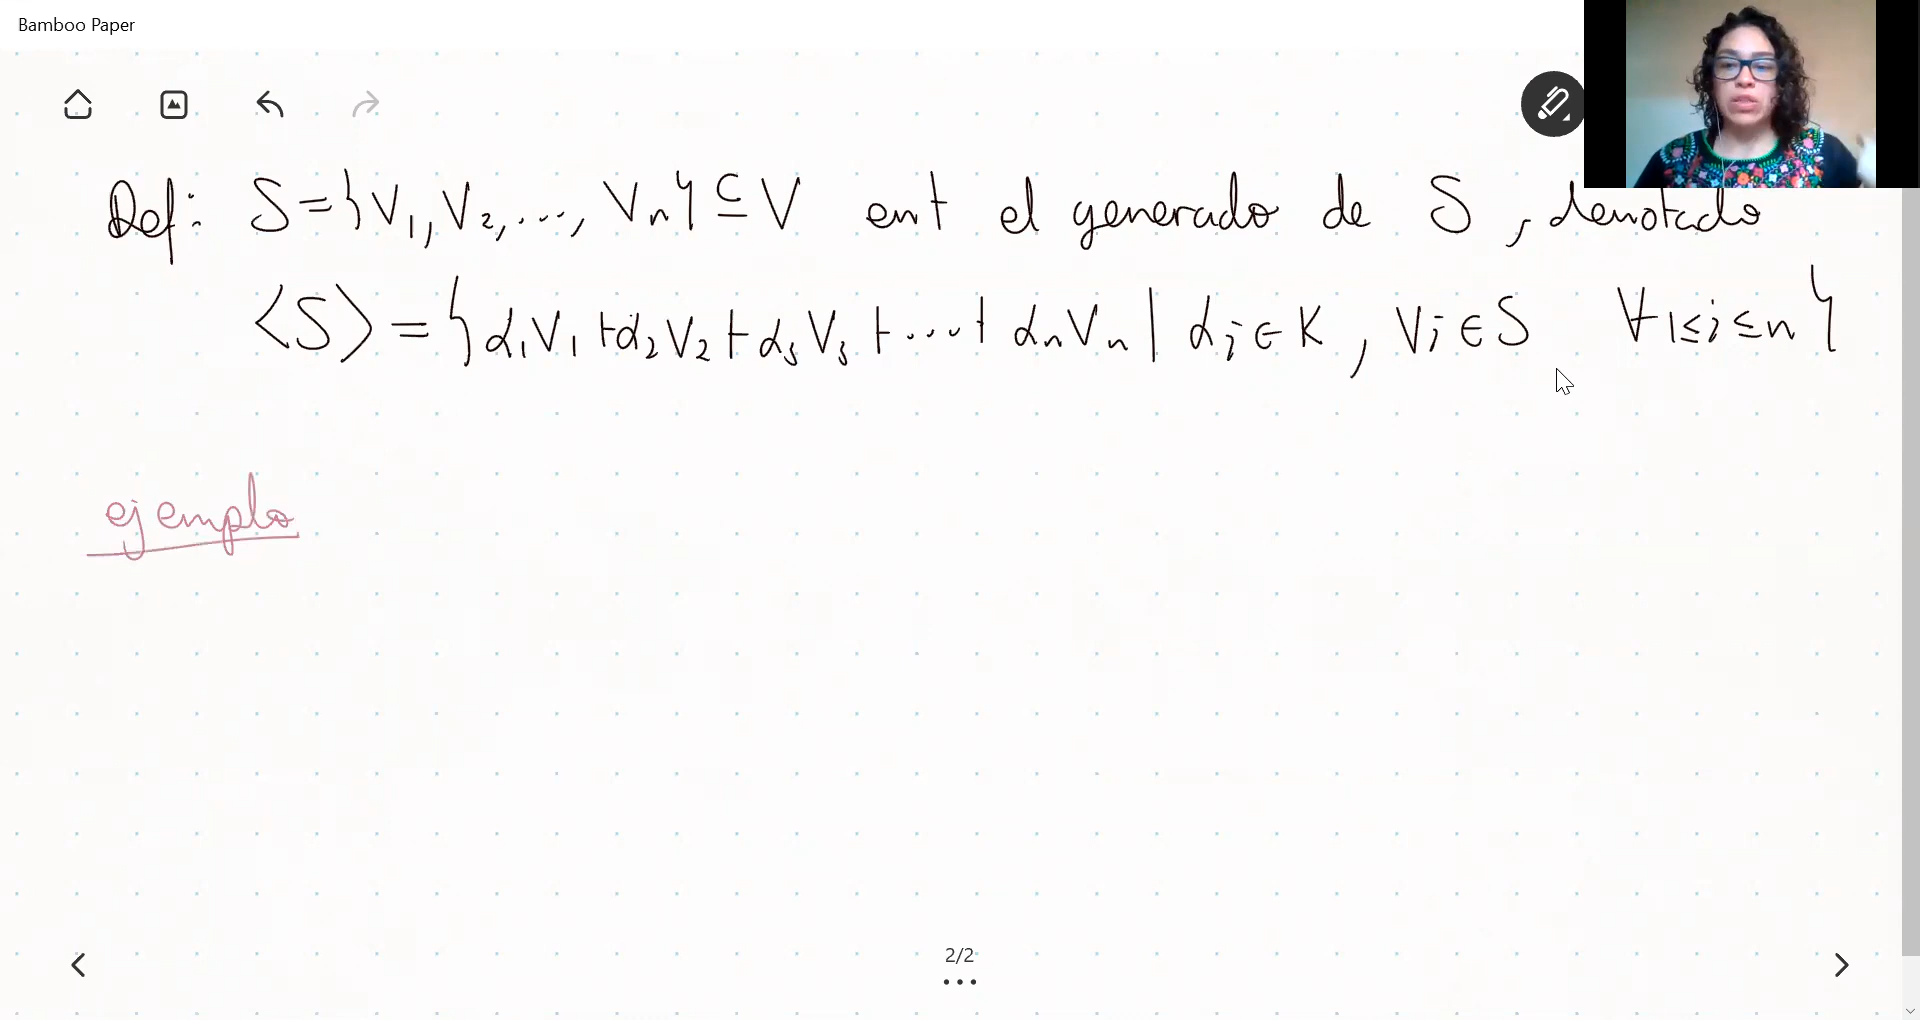 Bamboo Paper
Def: S={v₁,v₂,...,vₙ}⊆V ent el generado de S, denotado
⟨S⟩={α₁v₁+α₂v₂+α₃v₃+...+αₙvₙ | αᵢ∈K, vᵢ∈S ∀1≤i≤n}
ejemplo
2/2